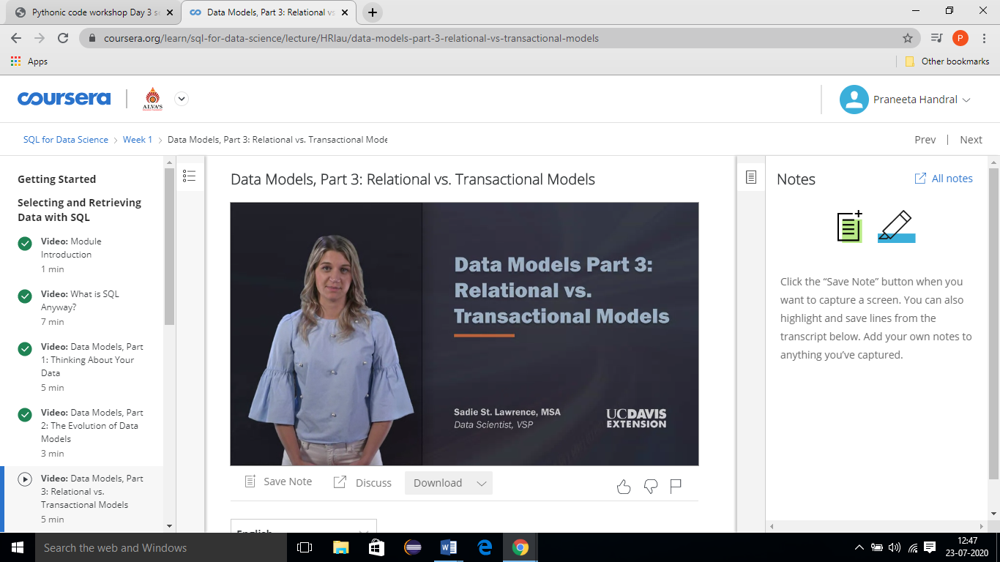 Pythonic code workshop Day 3 s
Data Models, Part 3: Relational vs
coursera.org/learn/sql-for-data-science/lecture/HRIau/data-models-part-3-relational-vs-transactional-models
P
Apps
Other bookmarks
coursera
ALVA'S
Praneeta Handral
SQL for Data Science
Week 1
Data Models, Part 3: Relational vs. Transactional Mode
Prev
Next
Getting Started
Selecting and Retrieving
Data with SQL
Video: Module
Introduction
1 min
Video: What is SQL
Anyway?
7 min
Video: Data Models, Part
1: Thinking About Your
Data
5 min
Video: Data Models, Part
2: The Evolution of Data
Models
3 min
Video: Data Models, Part
3: Relational vs.
Transactional Models
5 min
Data Models, Part 3: Relational vs. Transactional Models
Data Models Part 3:
Relational vs.
Transactional Models
Sadie St. Lawrence, MSA
Data Scientist, VSP
UCDAVIS
EXTENSION
Save Note
Discuss
Download
English
Notes
All notes
Click the “Save Note” button when you
want to capture a screen. You can also
highlight and save lines from the
transcript below. Add your own notes to
anything you’ve captured.
Search the web and Windows
12:47
23-07-2020